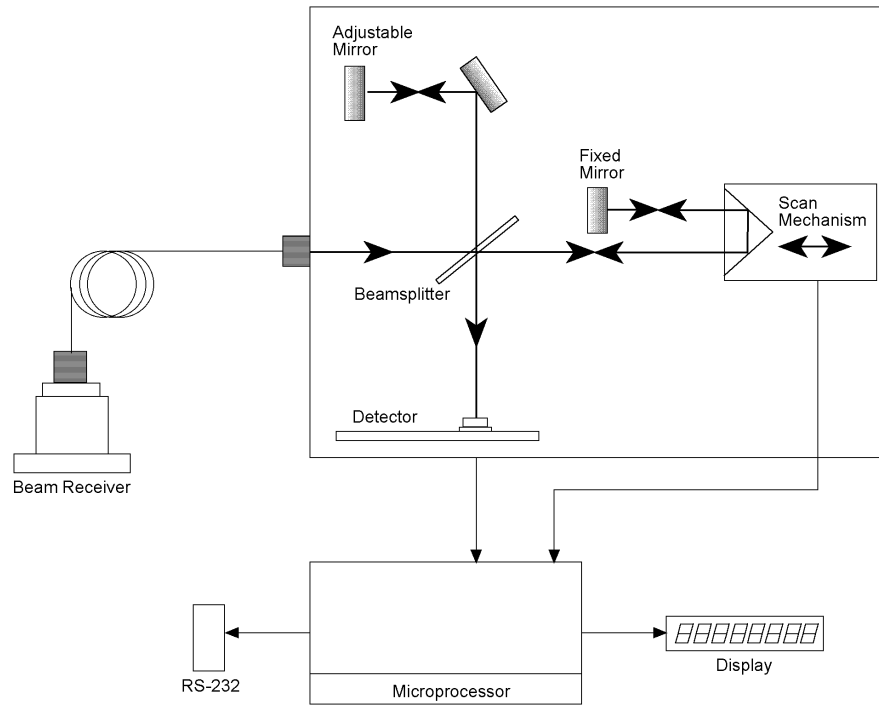 Adjustable
Mirror
Fixed
Mirror
Scan
Mechanism
Beamsplitter
Detector
Beam Receiver
RS-232
Microprocessor
Display